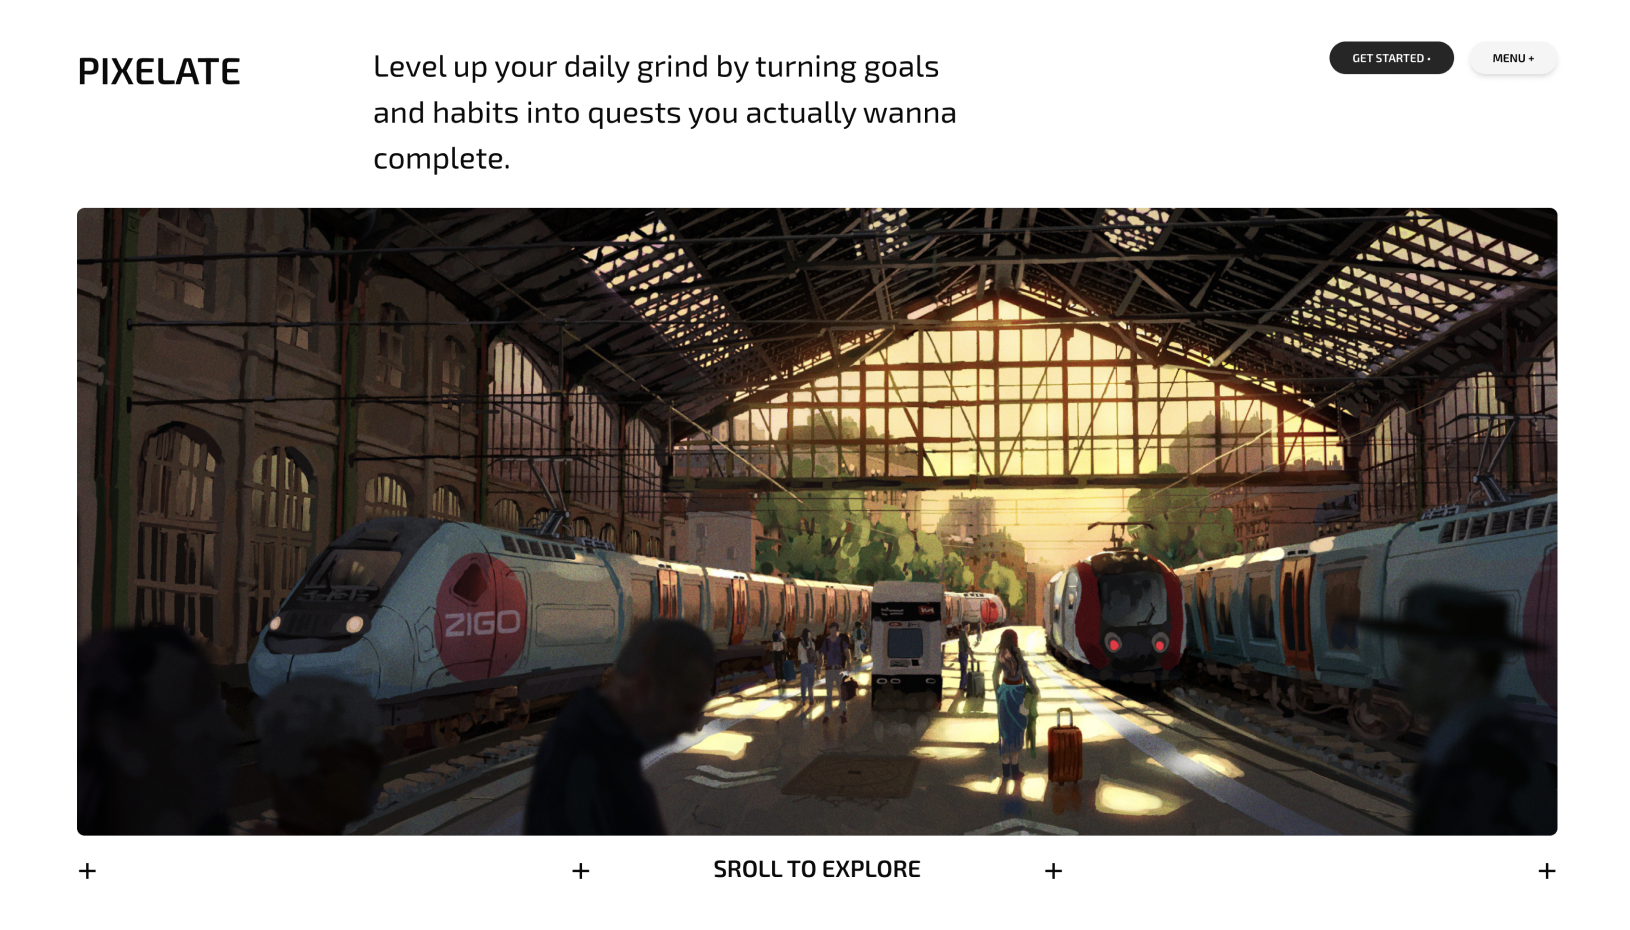 PIXELATE
Level up your daily grind by turning goals
and habits into quests you actually wanna
complete.
GET STARTED •
MENU +
ZIGO
+ + SROLL TO EXPLORE + +